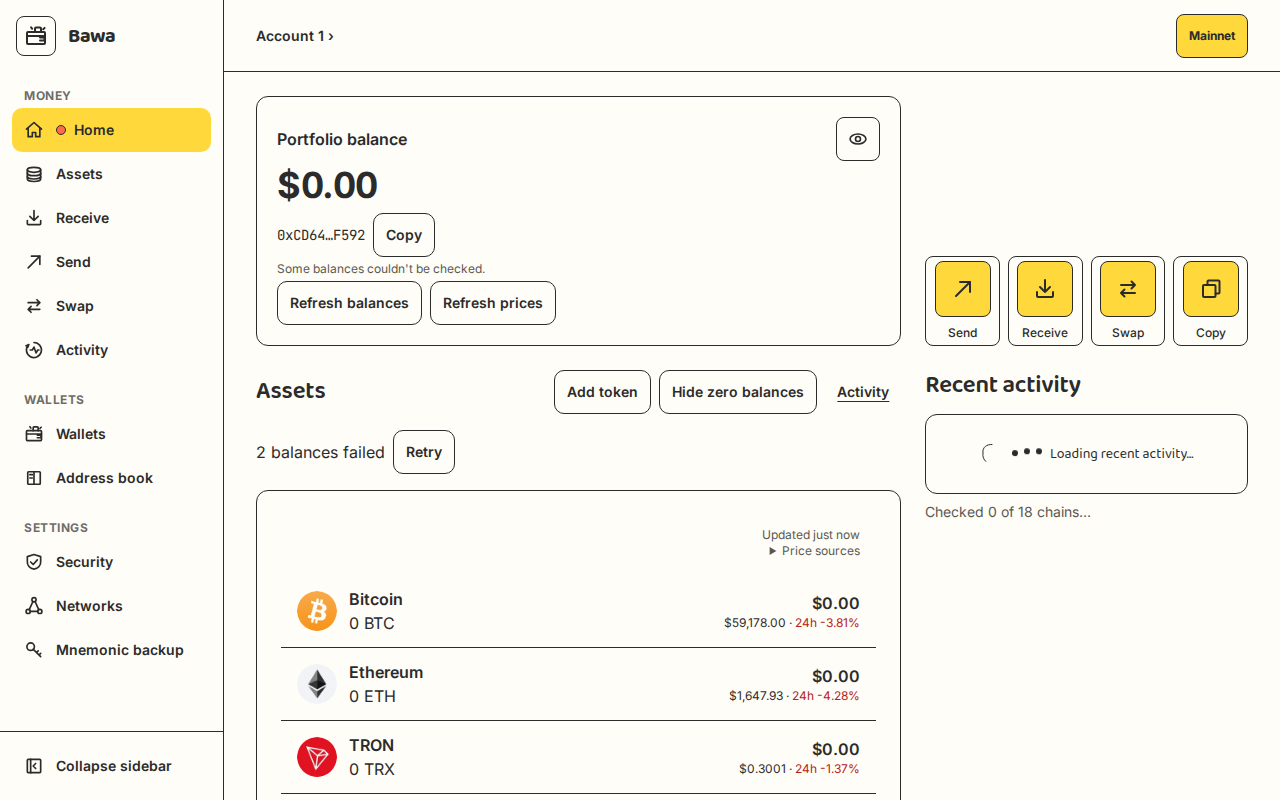 Bawa
MONEY
Home
Assets
Receive
Send
Swap
Activity
WALLETS
Wallets
Address book
SETTINGS
Security
Networks
Mnemonic backup
Collapse sidebar
Account 1 ›
Mainnet
Portfolio balance
$0.00
0xCD64…F592 Copy
Some balances couldn't be checked.
Refresh balances Refresh prices
Send Receive Swap Copy
Assets Add token Hide zero balances Activity
2 balances failed Retry
Updated just now
▶ Price sources
Bitcoin $0.00
0 BTC $59,178.00 · 24h -3.81%
Ethereum $0.00
0 ETH $1,647.93 · 24h -4.28%
TRON $0.00
0 TRX $0.3001 · 24h -1.37%
Recent activity
Loading recent activity…
Checked 0 of 18 chains…